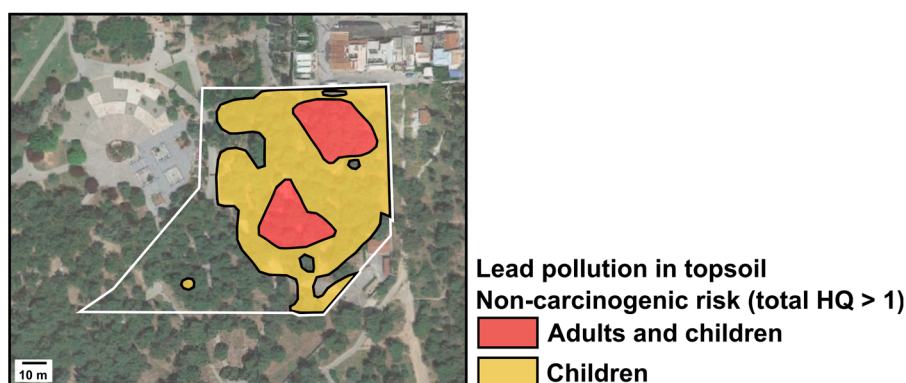 Lead pollution in topsoil
Non-carcinogenic risk (total HQ > 1)
Adults and children
Children
10 m